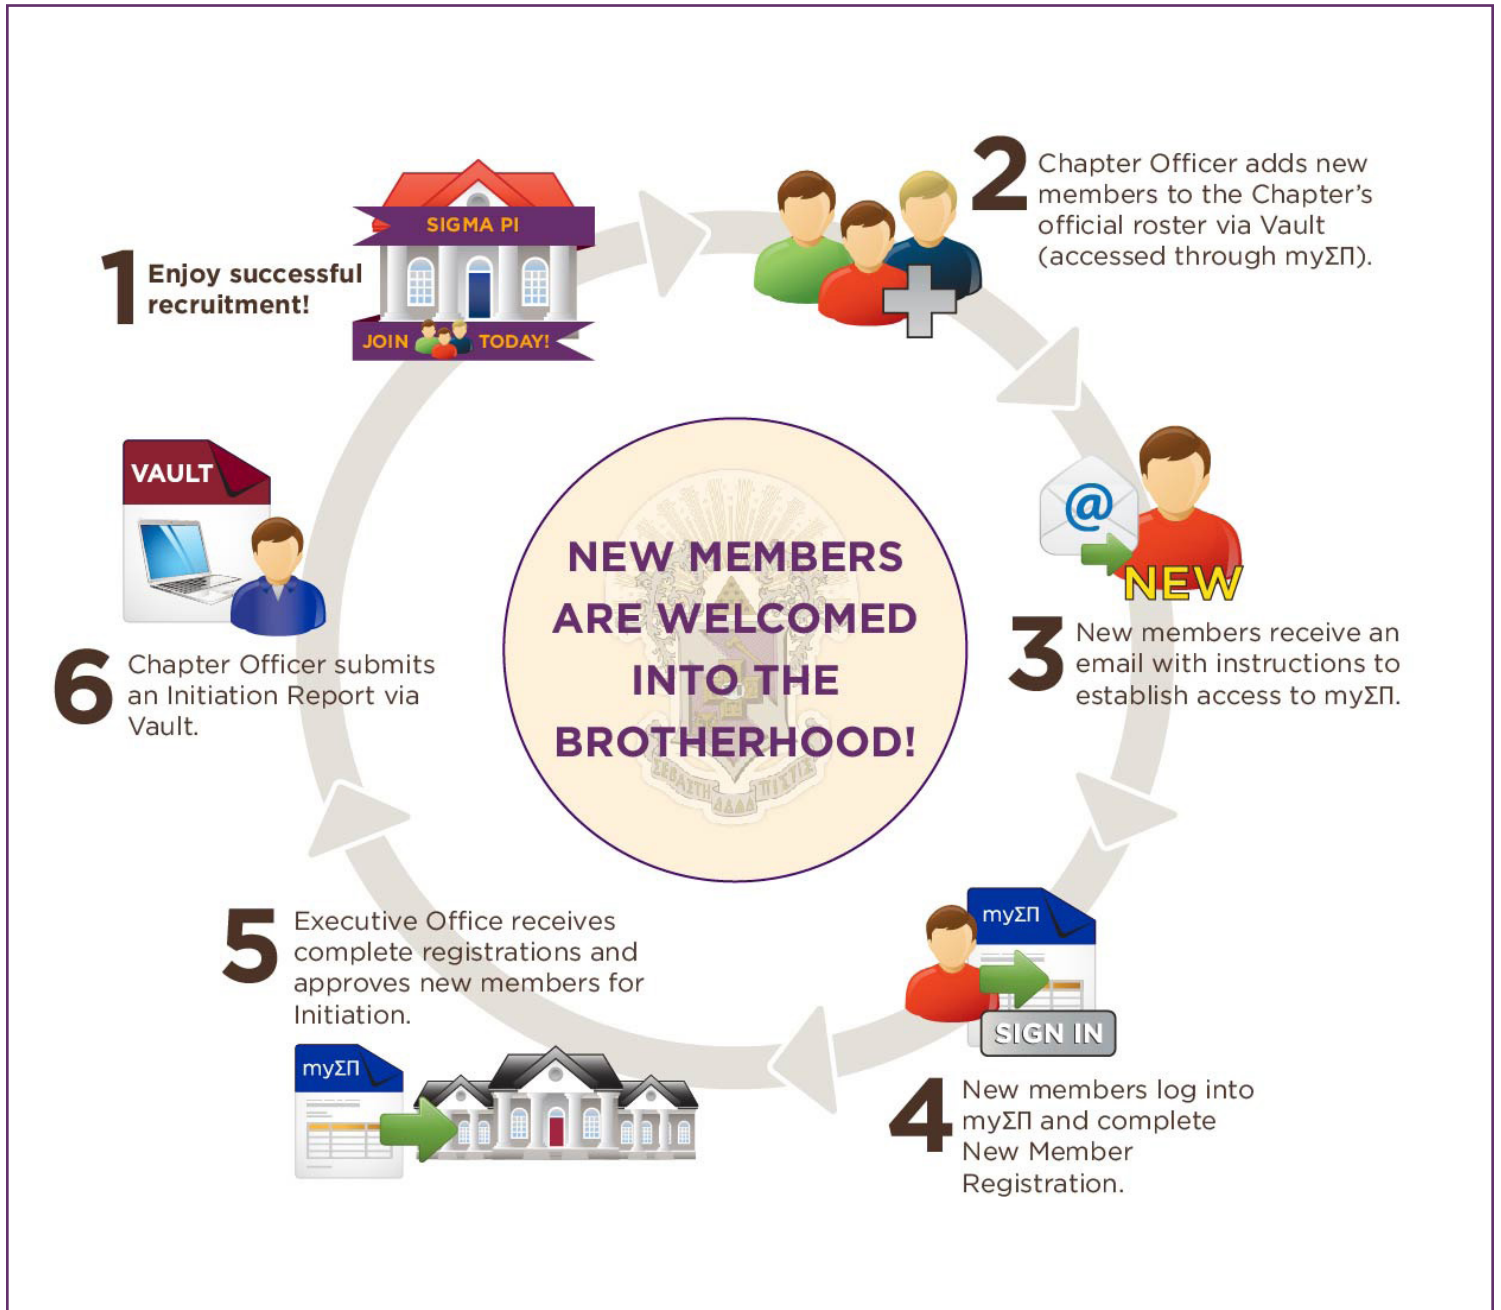 1
Enjoy successful
recruitment!
SIGMA PI
JOIN TODAY!
2
Chapter Officer adds new
members to the Chapter’s
official roster via Vault
(accessed through myΣΠ).
@
NEW
3
New members receive an
email with instructions to
establish access to myΣΠ.
myΣΠ
SIGN IN
4
New members log into
myΣΠ and complete
New Member
Registration.
5
Executive Office receives
complete registrations and
approves new members for
Initiation.
myΣΠ
VAULT
6
Chapter Officer submits
an Initiation Report via
Vault.
NEW MEMBERS
ARE WELCOMED
INTO THE
BROTHERHOOD!
ΣΕΒΑΣΤΗ ΠΙΣΤΙΣ
ΔΔΔΔ